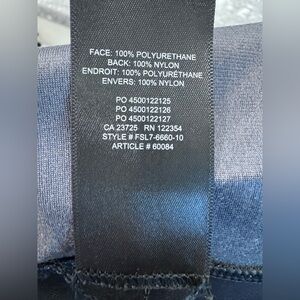 FACE: 100% POLYURETHANE
BACK: 100% NYLON
ENDROIT: 100% POLYURÉTHANE
ENVERS: 100% NYLON
PO 4500122125
PO 4500122126
PO 4500122127
CA 23725 RN 122354
STYLE # FSL7-6660-10
ARTICLE # 60084